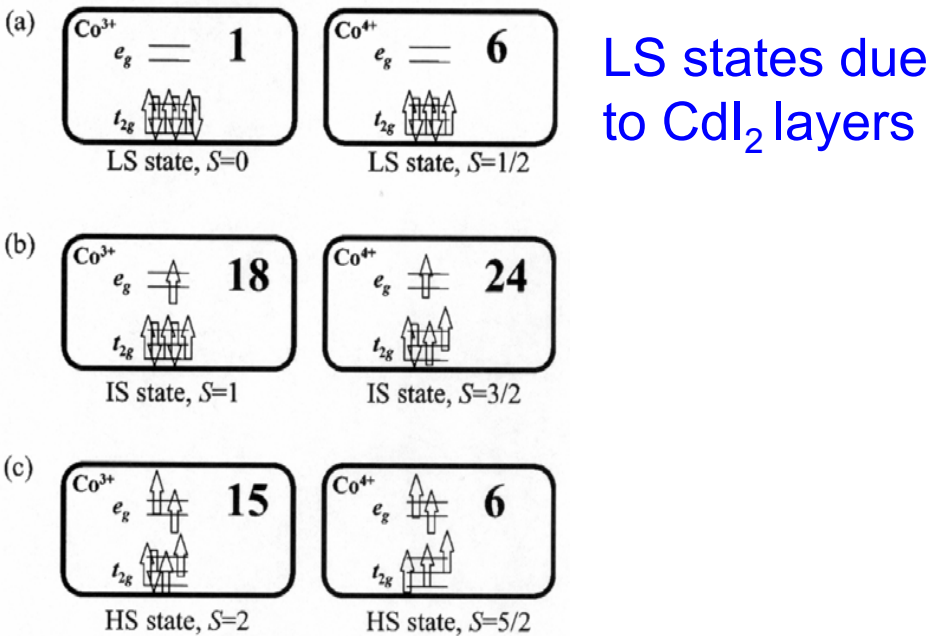 (a)
Co3+
eg
1
t2g
LS state, S=0
Co4+
eg
6
t2g
LS state, S=1/2
LS states due
to CdI2 layers
(b)
Co3+
eg
18
t2g
IS state, S=1
Co4+
eg
24
t2g
IS state, S=3/2
(c)
Co3+
eg
15
t2g
HS state, S=2
Co4+
eg
6
t2g
HS state, S=5/2